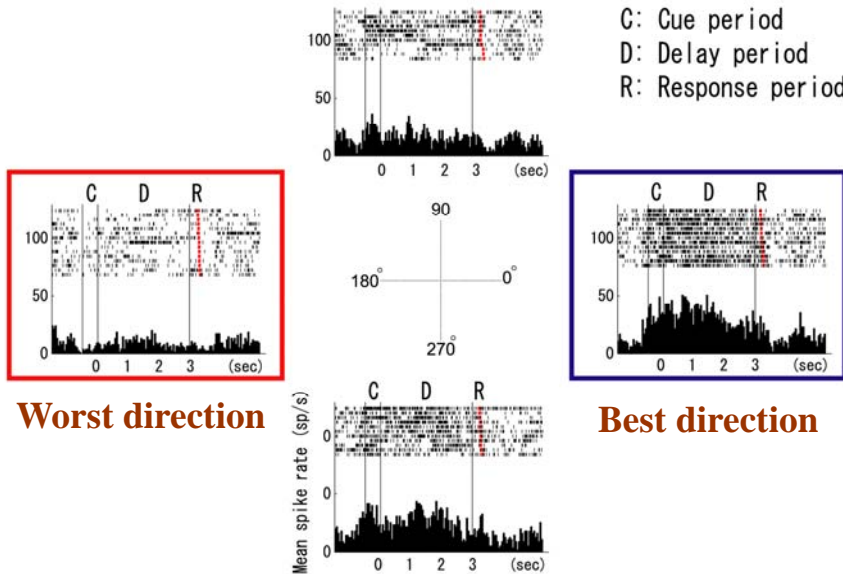 C: Cue period
D: Delay period
R: Response period
100
50
0
0 1 2 3 (sec)
C D R
100
50
0
0 1 2 3 (sec)
Worst direction
90
180° 0°
270°
C D R
100
50
0
0 1 2 3 (sec)
Best direction
C D R
Mean spike rate (sp/s)
0
0
0
0 1 2 3 (sec)